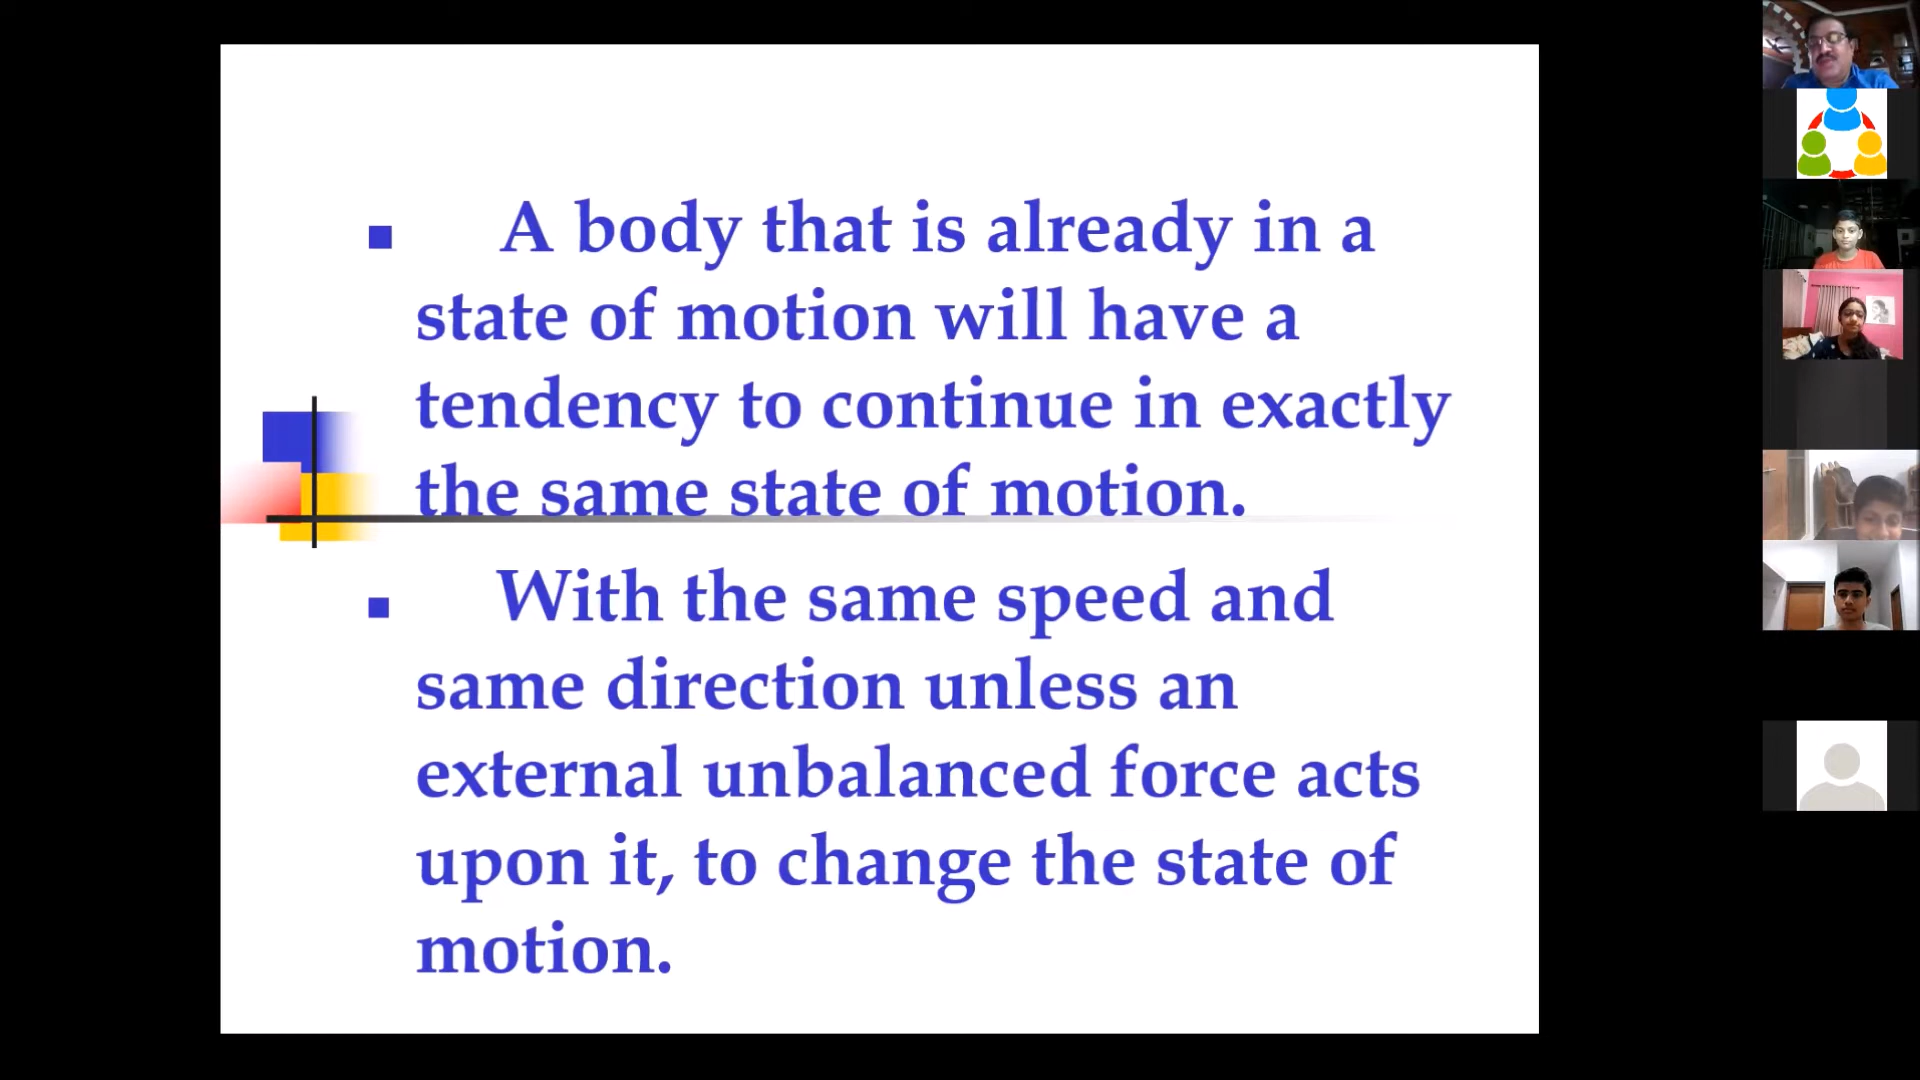 A body that is already in a
state of motion will have a
tendency to continue in exactly
the same state of motion.
With the same speed and
same direction unless an
external unbalanced force acts
upon it, to change the state of
motion.